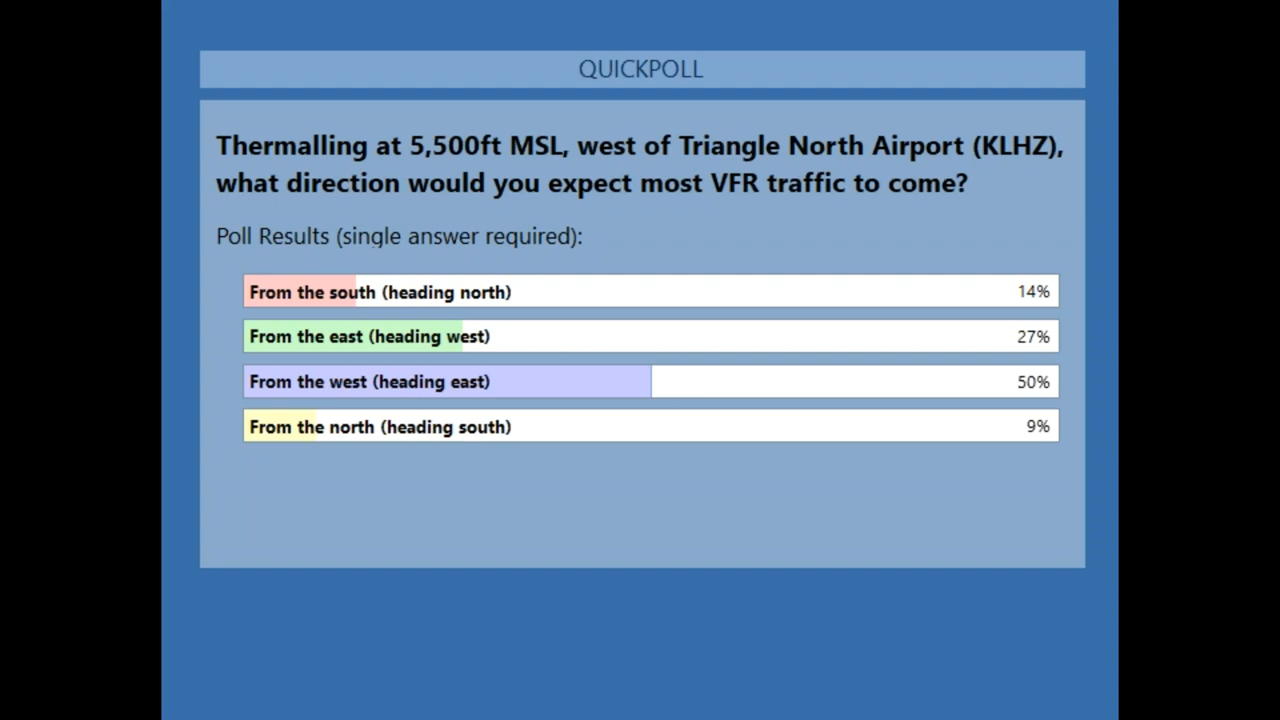 QUICKPOLL
Thermalling at 5,500ft MSL, west of Triangle North Airport (KLHZ),
what direction would you expect most VFR traffic to come?
Poll Results (single answer required):
From the south (heading north) 14%
From the east (heading west) 27%
From the west (heading east) 50%
From the north (heading south) 9%